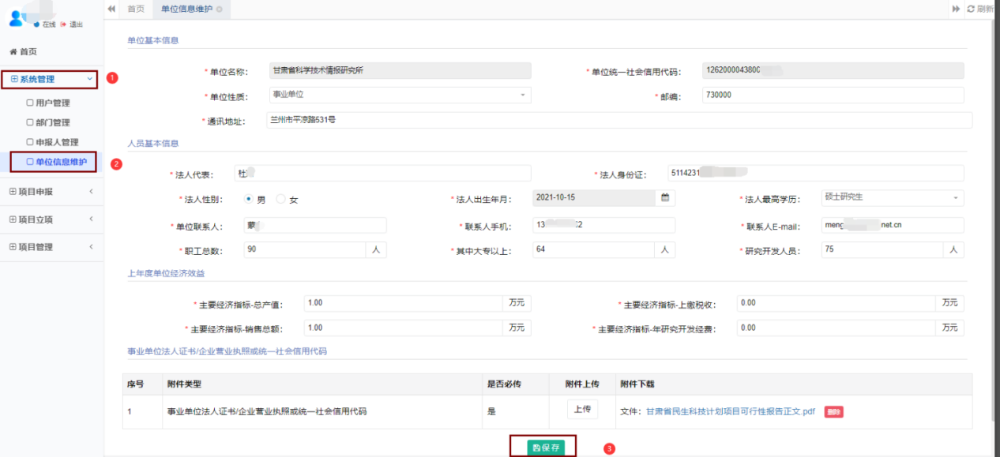 在线 退出
首页
系统管理
1
用户管理
部门管理
申报人管理
单位信息维护
2
项目申报
项目立项
项目管理
首页 单位信息维护 刷新
单位基本信息
* 单位名称： 甘肃省科学技术情报研究所 * 单位统一社会信用代码： 1262000043800
* 单位性质： 事业单位 * 邮编： 730000
* 通讯地址： 兰州市平凉路531号
人员基本信息
* 法人代表： 杜 * 法人身份证： 5114231
* 法人性别： 男 女 * 法人出生年月： 2021-10-15 * 法人最高学历： 硕士研究生
* 单位联系人： 蒙 * 联系人手机： 13 2 * 联系人E-mail： meng net.cn
* 职工总数： 90 人 * 其中大专以上： 64 人 * 研究开发人员： 75 人
上年度单位经济效益
* 主要经济指标-总产值： 1.00 万元 * 主要经济指标-上缴税收： 0.00 万元
* 主要经济指标-销售总额： 1.00 万元 * 主要经济指标-年研究开发经费： 0.00 万元
事业单位法人证书/企业营业执照或统一社会信用代码
序号 附件类型 是否必传 附件上传 附件下载
1 事业单位法人证书/企业营业执照或统一社会信用代码 是 上传 文件： 甘肃省民生科技计划项目可行性报告正文.pdf 删除
保存 3